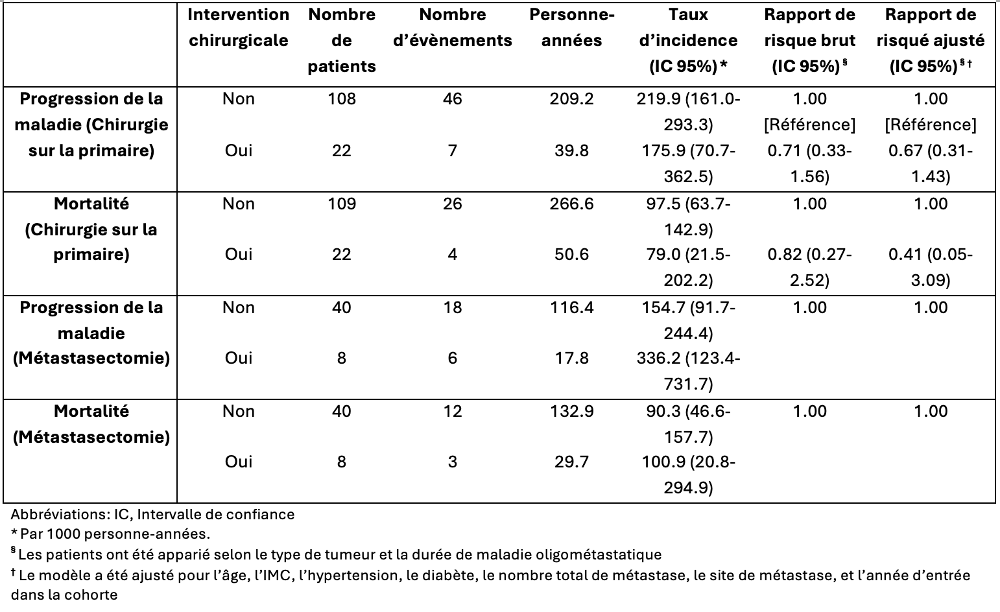 Intervention chirurgicale | Nombre de patients | Nombre d'évènements | Personne-années | Taux d'incidence (IC 95%) * | Rapport de risque brut (IC 95%) § | Rapport de risqué ajusté (IC 95%) § †
Progression de la maladie (Chirurgie sur la primaire) | Non | 108 | 46 | 209.2 | 219.9 (161.0-293.3) | 1.00 [Référence] | 1.00 [Référence]
Oui | 22 | 7 | 39.8 | 175.9 (70.7-362.5) | 0.71 (0.33-1.56) | 0.67 (0.31-1.43)
Mortalité (Chirurgie sur la primaire) | Non | 109 | 26 | 266.6 | 97.5 (63.7-142.9) | 1.00 | 1.00
Oui | 22 | 4 | 50.6 | 79.0 (21.5-202.2) | 0.82 (0.27-2.52) | 0.41 (0.05-3.09)
Progression de la maladie (Métastasectomie) | Non | 40 | 18 | 116.4 | 154.7 (91.7-244.4) | 1.00 | 1.00
Oui | 8 | 6 | 17.8 | 336.2 (123.4-731.7)
Mortalité (Métastasectomie) | Non | 40 | 12 | 132.9 | 90.3 (46.6-157.7) | 1.00 | 1.00
Oui | 8 | 3 | 29.7 | 100.9 (20.8-294.9)
Abbréviations: IC, Intervalle de confiance
* Par 1000 personne-années.
§ Les patients ont été apparié selon le type de tumeur et la durée de maladie oligométastatique
† Le modèle a été ajusté pour l'âge, l'IMC, l'hypertension, le diabète, le nombre total de métastase, le site de métastase, et l'année d'entrée
dans la cohorte